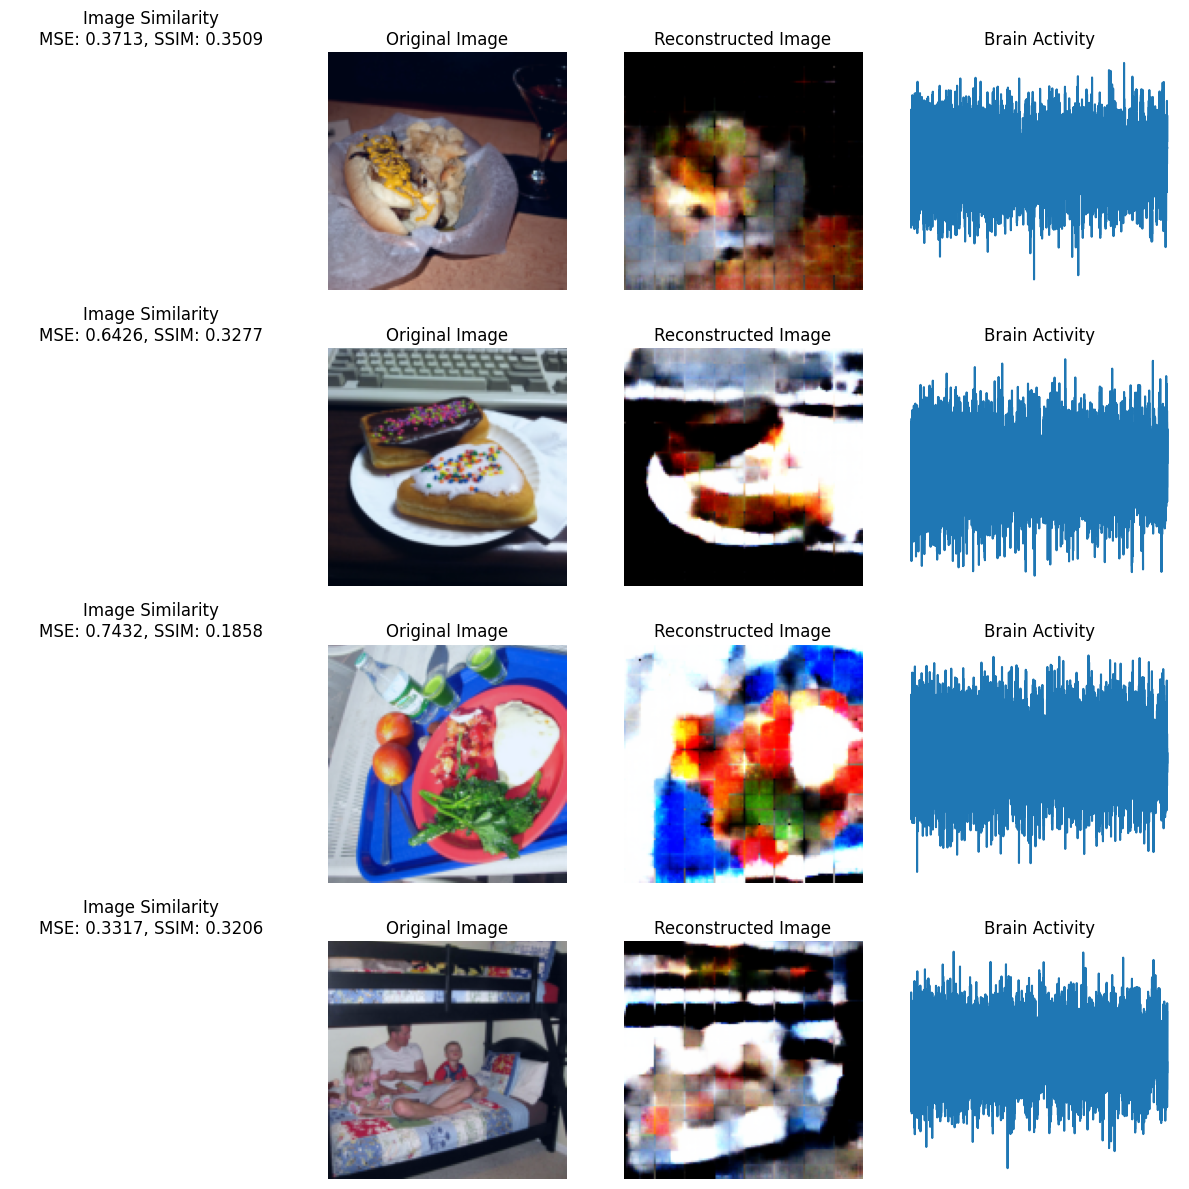 Image Similarity
MSE: 0.3713, SSIM: 0.3509
Original Image
Reconstructed Image
Brain Activity
Image Similarity
MSE: 0.6426, SSIM: 0.3277
Original Image
Reconstructed Image
Brain Activity
Image Similarity
MSE: 0.7432, SSIM: 0.1858
Original Image
Reconstructed Image
Brain Activity
Image Similarity
MSE: 0.3317, SSIM: 0.3206
Original Image
Reconstructed Image
Brain Activity